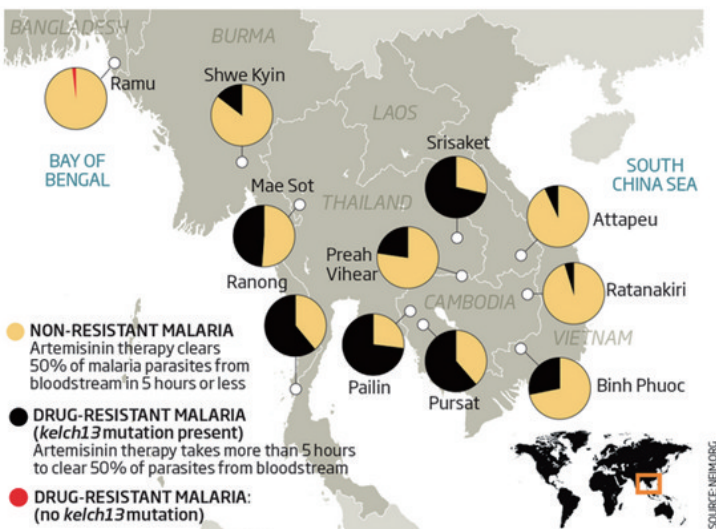 BANGLADESH
BURMA
Ramu
Shwe Kyin
LAOS
BAY OF
BENGAL
Srisaket
SOUTH
CHINA SEA
Mae Sot
THAILAND
Attapeu
Preah
Vihear
Ranong
CAMBODIA
Ratanakiri
VIETNAM
Pailin
Pursat
Binh Phuoc
NON-RESISTANT MALARIA
Artemisinin therapy clears
50% of malaria parasites from
bloodstream in 5 hours or less
DRUG-RESISTANT MALARIA
(kelch13 mutation present)
Artemisinin therapy takes more than 5 hours
to clear 50% of parasites from bloodstream
DRUG-RESISTANT MALARIA:
(no kelch13 mutation)
SOURCE: NEJM.ORG